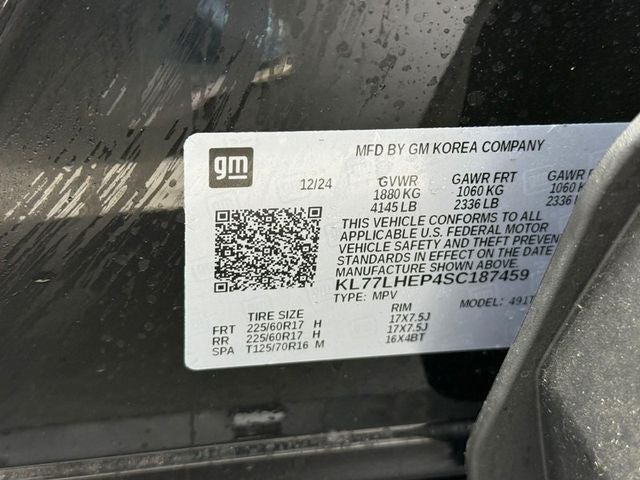 gm
MFD BY GM KOREA COMPANY
12/24 GVWR GAWR FRT GAWR
1880 KG 1060 KG 1060
4145 LB 2336 LB 2336 LB
THIS VEHICLE CONFORMS TO ALL
APPLICABLE U.S. FEDERAL MOTOR
VEHICLE SAFETY AND THEFT PREVEN
STANDARDS IN EFFECT ON THE DATE
MANUFACTURE SHOWN ABOVE.
KL77LHEP4SC187459
TYPE: MPV MODEL: 491T
TIRE SIZE RIM
FRT 225/60R17 H 17X7.5J
RR 225/60R17 H 17X7.5J
SPA T125/70R16 M 16X4BT